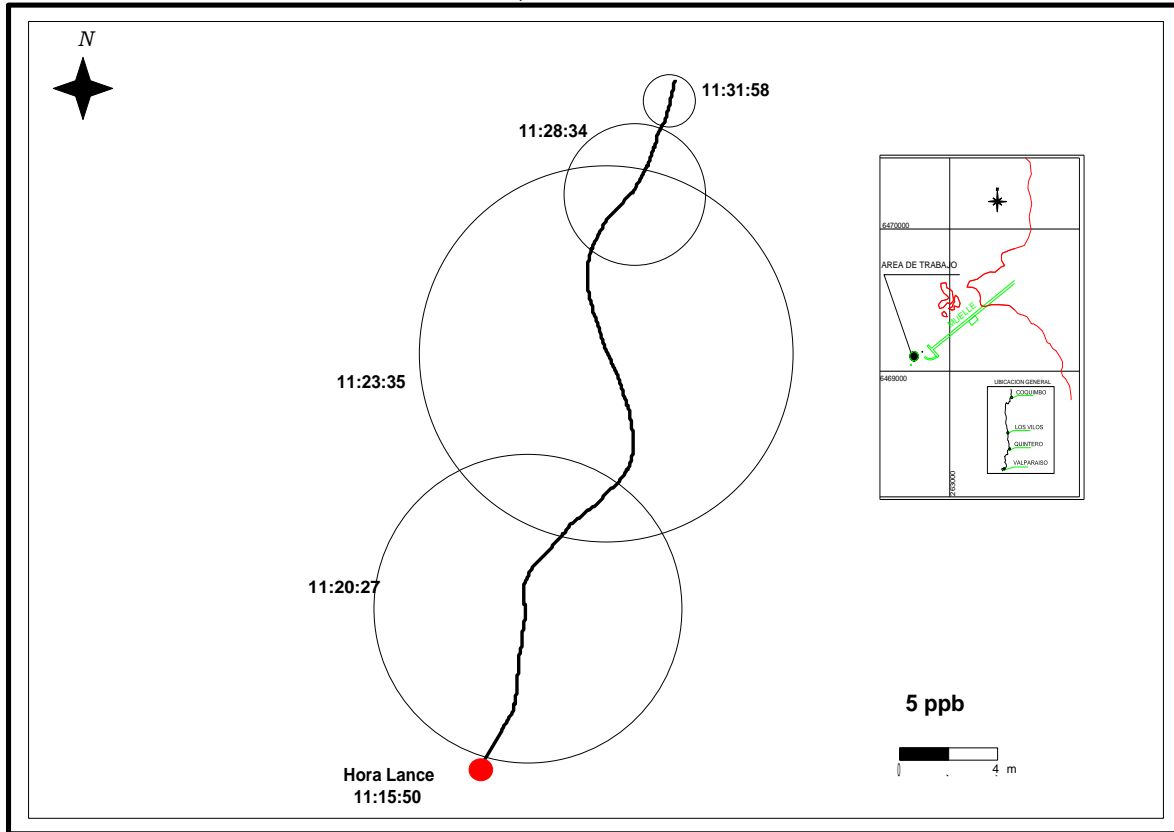 N
11:31:58
11:28:34
11:23:35
11:20:27
Hora Lance
11:15:50
6470000
AREA DE TRABAJO
MUELLE
6469000
263000
UBICACION GENERAL
COQUIMBO
LOS VILOS
QUINTERO
VALPARAISO
5 ppb
0 4 m